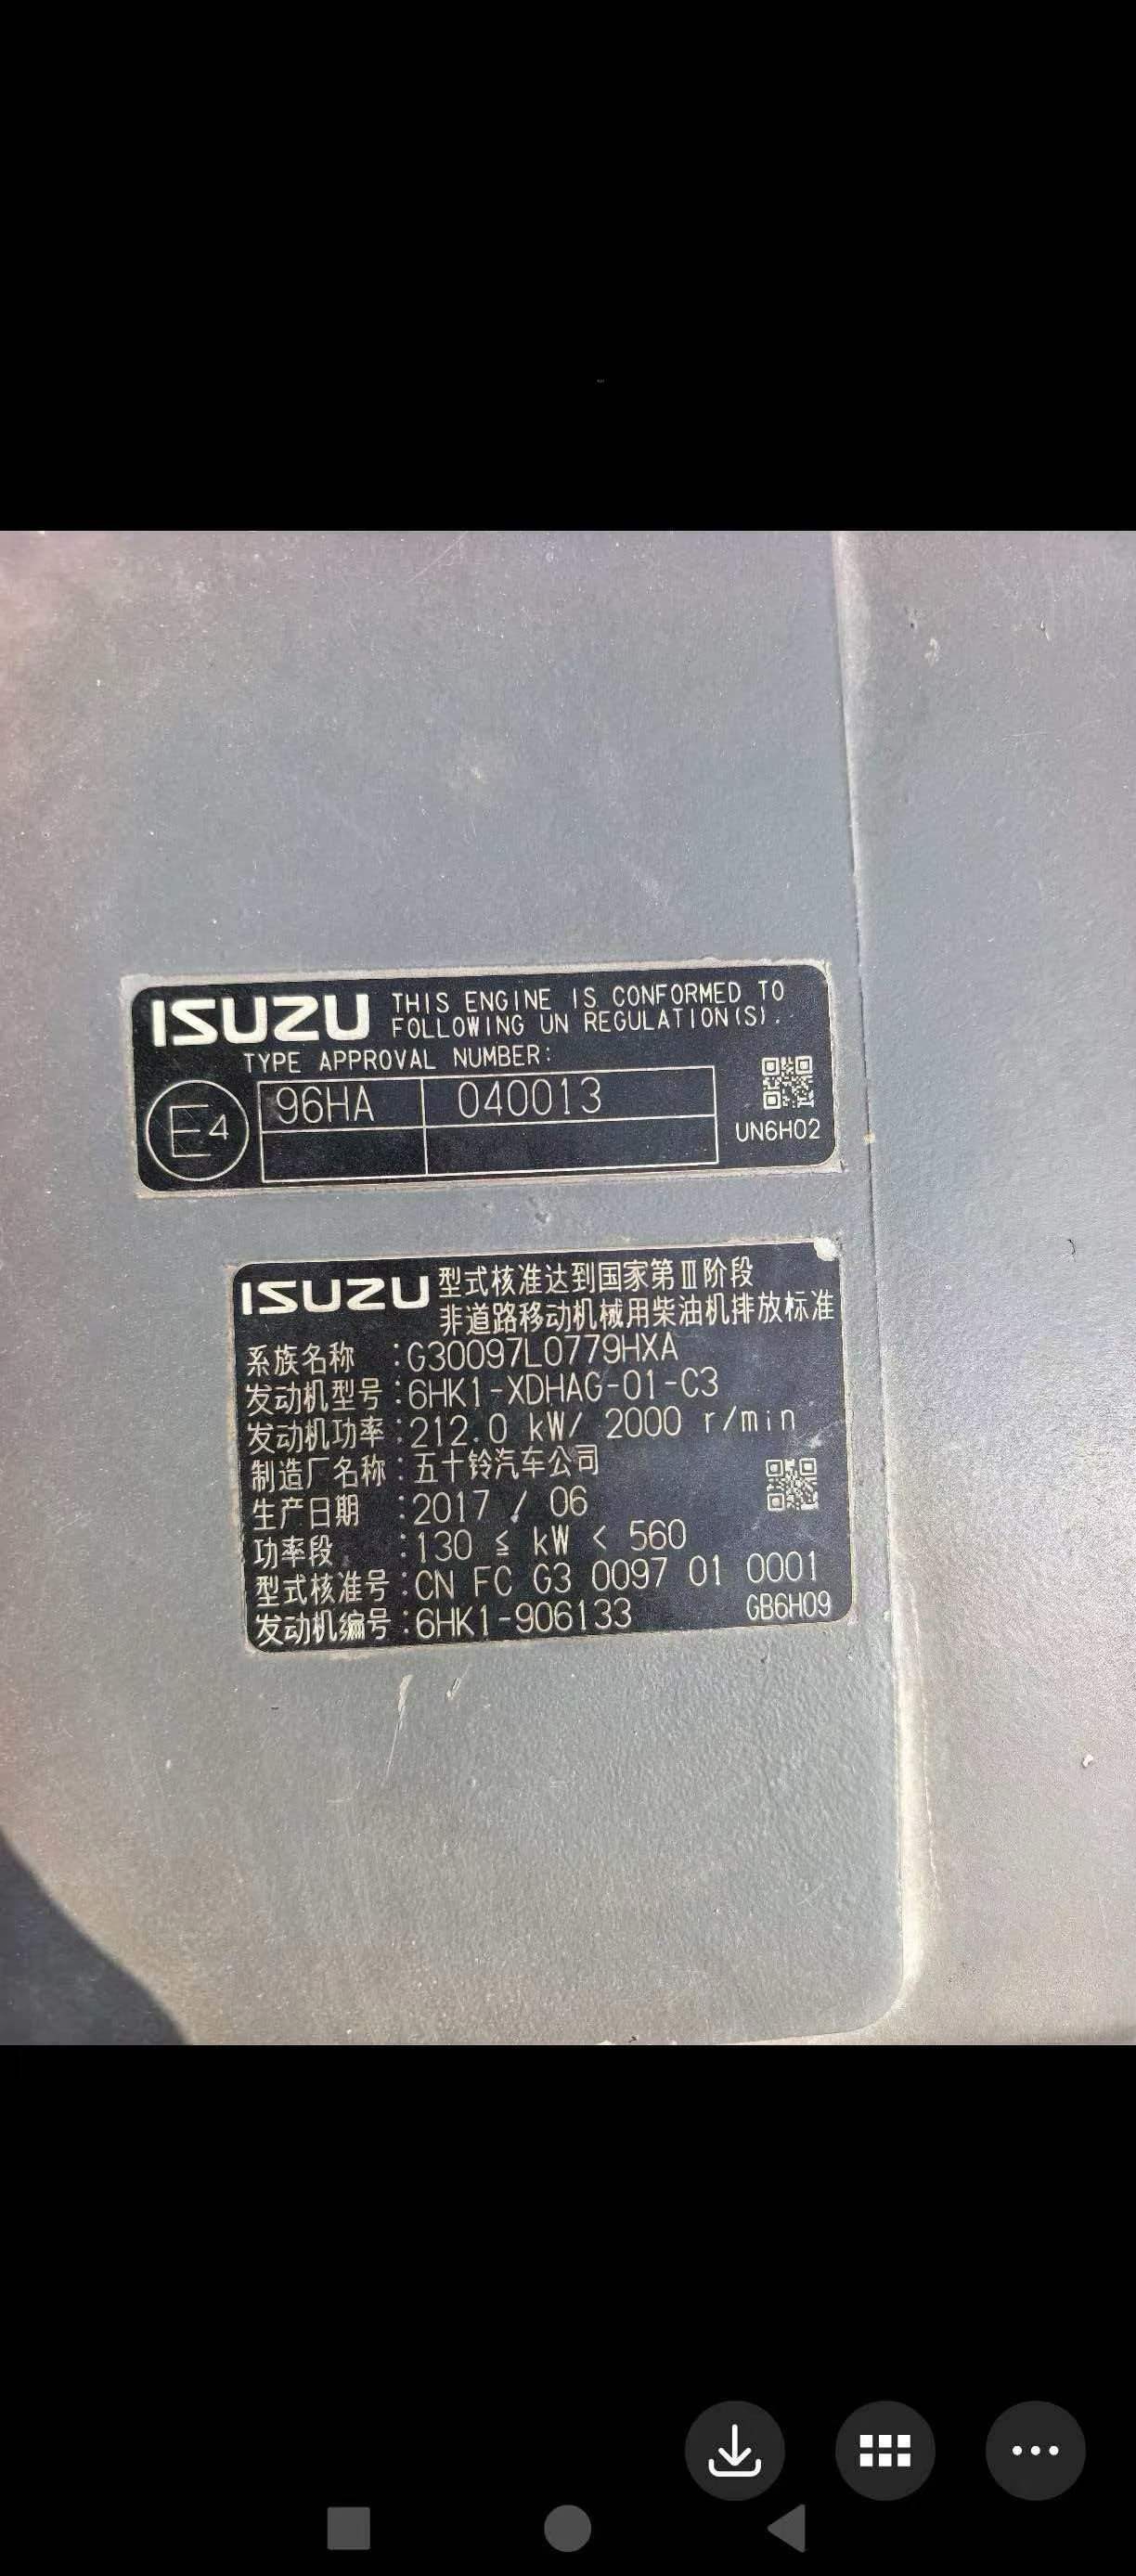 ISUZU THIS ENGINE IS CONFORMED TO
FOLLOWING UN REGULATION(S).
TYPE APPROVAL NUMBER:
E4 96HA 040013
UN6H02
ISUZU 型式核准达到国家第Ⅲ阶段
非道路移动机械用柴油机排放标准
系族名称 :G30097L0779HXA
发动机型号:6HK1-XDHAG-01-C3
发动机功率:212.0 kW/ 2000 r/min
制造厂名称:五十铃汽车公司
生产日期 :2017 / 06
功率段 :130 ≤ kW < 560
型式核准号:CN FC G3 0097 01 0001
发动机编号:6HK1-906133 GB6H09